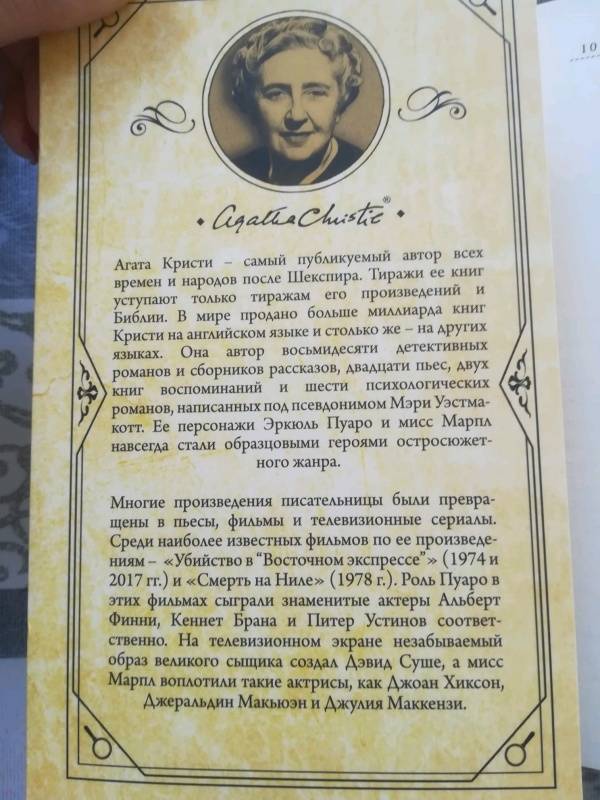 10
Agatha Christie®
Агата Кристи – самый публикуемый автор всех
времен и народов после Шекспира. Тиражи ее книг
уступают только тиражам его произведений и
Библии. В мире продано больше миллиарда книг
Кристи на английском языке и столько же – на других
языках. Она автор восьмидесяти детективных
романов и сборников рассказов, двадцати пьес, двух
книг воспоминаний и шести психологических
романов, написанных под псевдонимом Мэри Уэстма-
котт. Ее персонажи Эркюль Пуаро и мисс Марпл
навсегда стали образцовыми героями остросюжет-
ного жанра.
Многие произведения писательницы были превра-
щены в пьесы, фильмы и телевизионные сериалы.
Среди наиболее известных фильмов по ее произведе-
ниям – «Убийство в “Восточном экспрессе”» (1974 и
2017 гг.) и «Смерть на Ниле» (1978 г.). Роль Пуаро в
этих фильмах сыграли знаменитые актеры Альберт
Финни, Кеннет Брана и Питер Устинов соответ-
ственно. На телевизионном экране незабываемый
образ великого сыщика создал Дэвид Суше, а мисс
Марпл воплотили такие актрисы, как Джоан Хиксон,
Джеральдин Макьюэн и Джулия Маккензи.